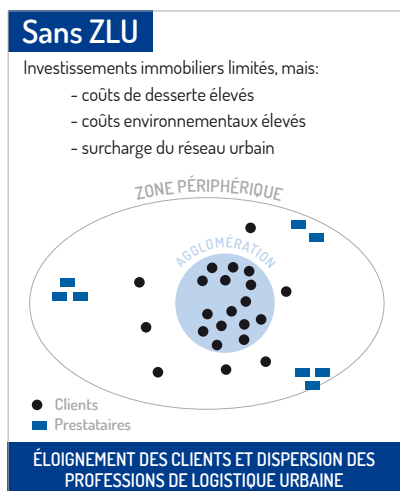 Sans ZLU
Investissements immobiliers limités, mais:
- coûts de desserte élevés
- coûts environnementaux élevés
- surcharge du réseau urbain
ZONE PÉRIPHÉRIQUE
AGGLOMÉRATION
Clients
Prestataires
ÉLOIGNEMENT DES CLIENTS ET DISPERSION DES
PROFESSIONS DE LOGISTIQUE URBAINE